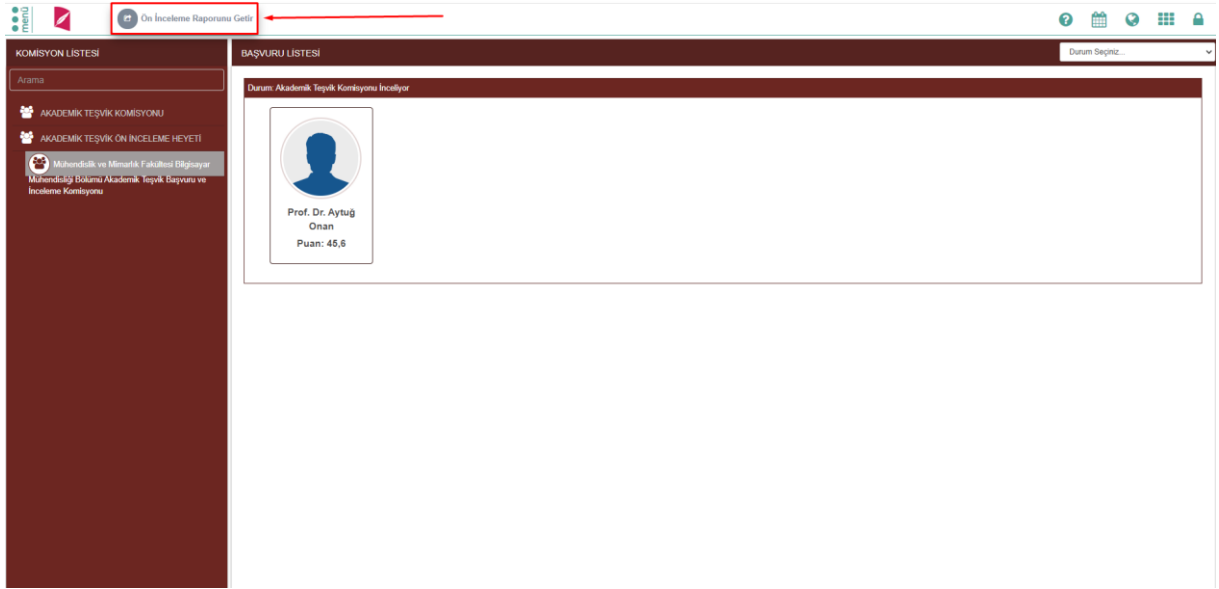 menü
Ön İnceleme Raporunu Getir
KOMİSYON LİSTESİ
Arama
AKADEMİK TEŞVİK KOMİSYONU
AKADEMİK TEŞVİK ÖN İNCELEME HEYETİ
Mühendislik ve Mimarlık Fakültesi Bilgisayar
Mühendisliği Bölümü Akademik Teşvik Başvuru ve
İnceleme Komisyonu
BAŞVURU LİSTESİ
Durum Seçiniz...
Durum: Akademik Teşvik Komisyonu İnceliyor
Prof. Dr. Aytuğ
Onan
Puan: 45,6